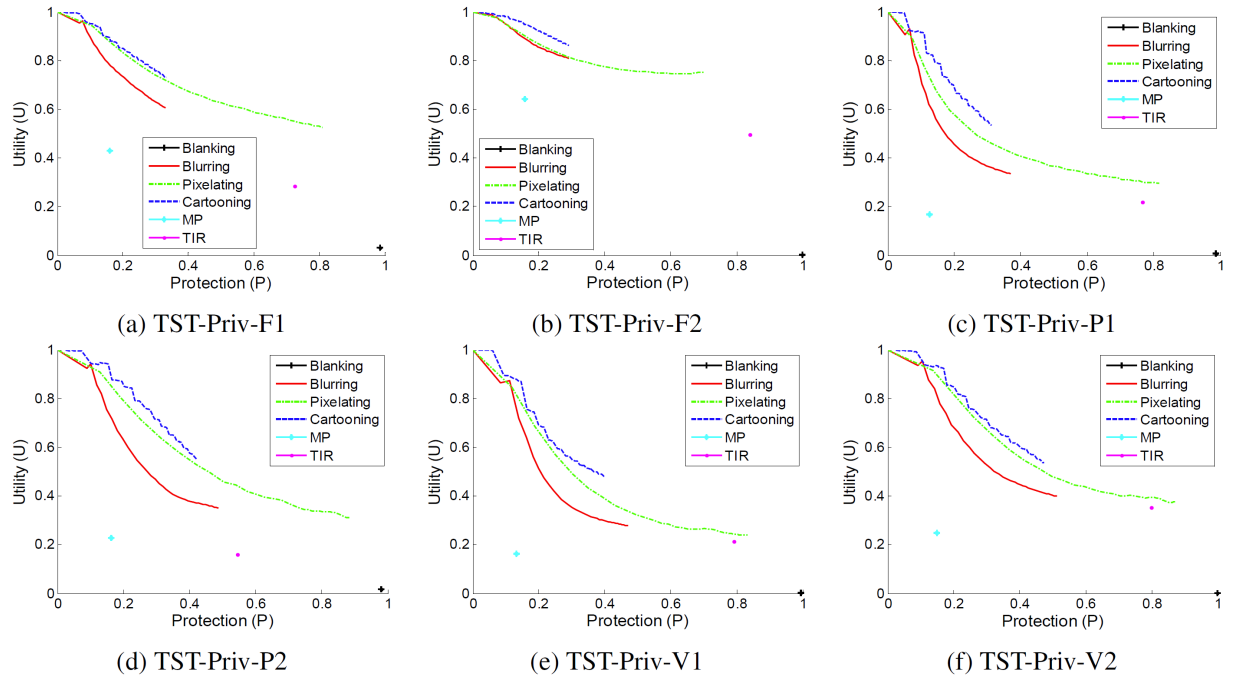 1
0.8
0.6
0.4
0.2
0
Utility (U)
Blanking
Blurring
Pixelating
Cartooning
MP
TIR
0 0.2 0.4 0.6 0.8 1
Protection (P)
(a) TST-Priv-F1
1
0.8
0.6
0.4
0.2
0
Utility (U)
Blanking
Blurring
Pixelating
Cartooning
MP
TIR
0 0.2 0.4 0.6 0.8 1
Protection (P)
(b) TST-Priv-F2
1
0.8
0.6
0.4
0.2
0
Utility (U)
Blanking
Blurring
Pixelating
Cartooning
MP
TIR
0 0.2 0.4 0.6 0.8 1
Protection (P)
(c) TST-Priv-P1
1
0.8
0.6
0.4
0.2
0
Utility (U)
Blanking
Blurring
Pixelating
Cartooning
MP
TIR
0 0.2 0.4 0.6 0.8 1
Protection (P)
(d) TST-Priv-P2
1
0.8
0.6
0.4
0.2
0
Utility (U)
Blanking
Blurring
Pixelating
Cartooning
MP
TIR
0 0.2 0.4 0.6 0.8 1
Protection (P)
(e) TST-Priv-V1
1
0.8
0.6
0.4
0.2
0
Utility (U)
Blanking
Blurring
Pixelating
Cartooning
MP
TIR
0 0.2 0.4 0.6 0.8 1
Protection (P)
(f) TST-Priv-V2